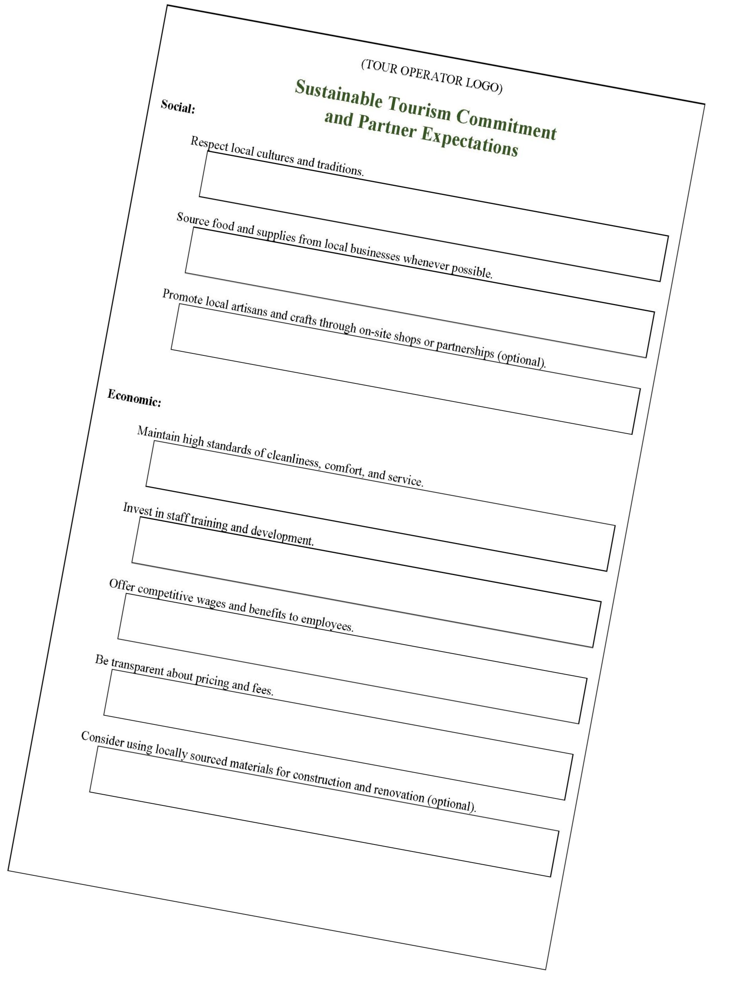 (TOUR OPERATOR LOGO)
Sustainable Tourism Commitment
and Partner Expectations
Social:
Respect local cultures and traditions.
Source food and supplies from local businesses whenever possible.
Promote local artisans and crafts through on-site shops or partnerships (optional).
Economic:
Maintain high standards of cleanliness, comfort, and service.
Invest in staff training and development.
Offer competitive wages and benefits to employees.
Be transparent about pricing and fees.
Consider using locally sourced materials for construction and renovation (optional).